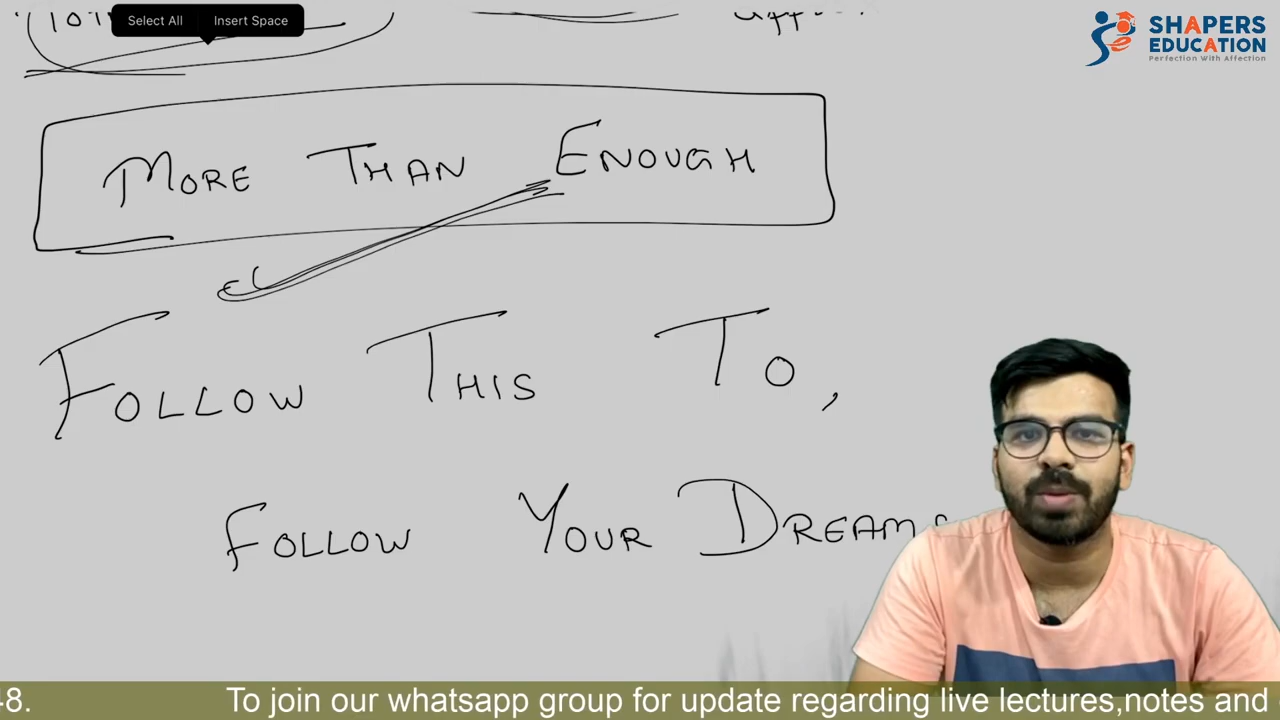 Select All Insert Space
SHAPERS
EDUCATION
Perfection With Affection
MORE THAN ENOUGH
FOLLOW THIS TO,
FOLLOW YOUR DREAMS
48. To join our whatsapp group for update regarding live lectures,notes and